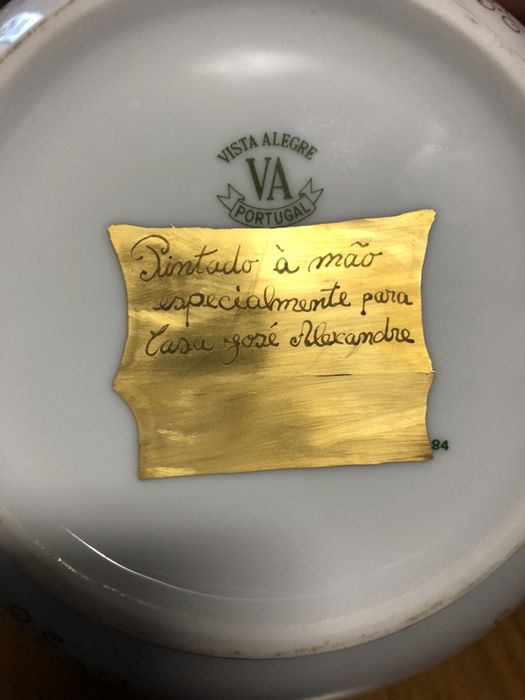 VISTA ALEGRE
VA
PORTUGAL
Pintado à mão
especialmente para
Casa José Alexandre
84